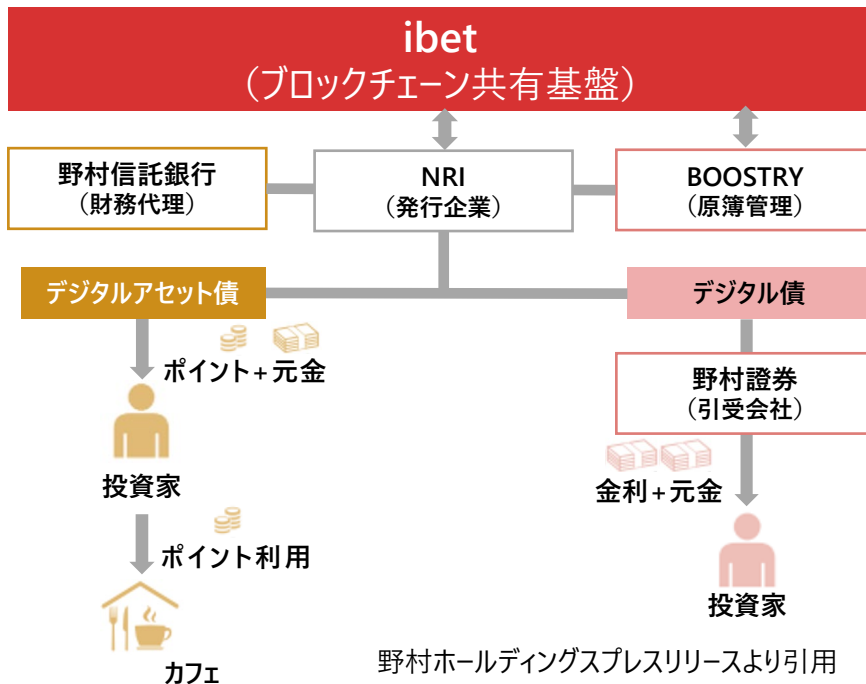 ibet
（ブロックチェーン共有基盤）
野村信託銀行
（財務代理）
NRI
（発行企業）
BOOSTRY
（原簿管理）
デジタルアセット債
デジタル債
ポイント+元金
野村證券
（引受会社）
投資家
金利+元金
ポイント利用
投資家
カフェ
野村ホールディングスプレスリリースより引用